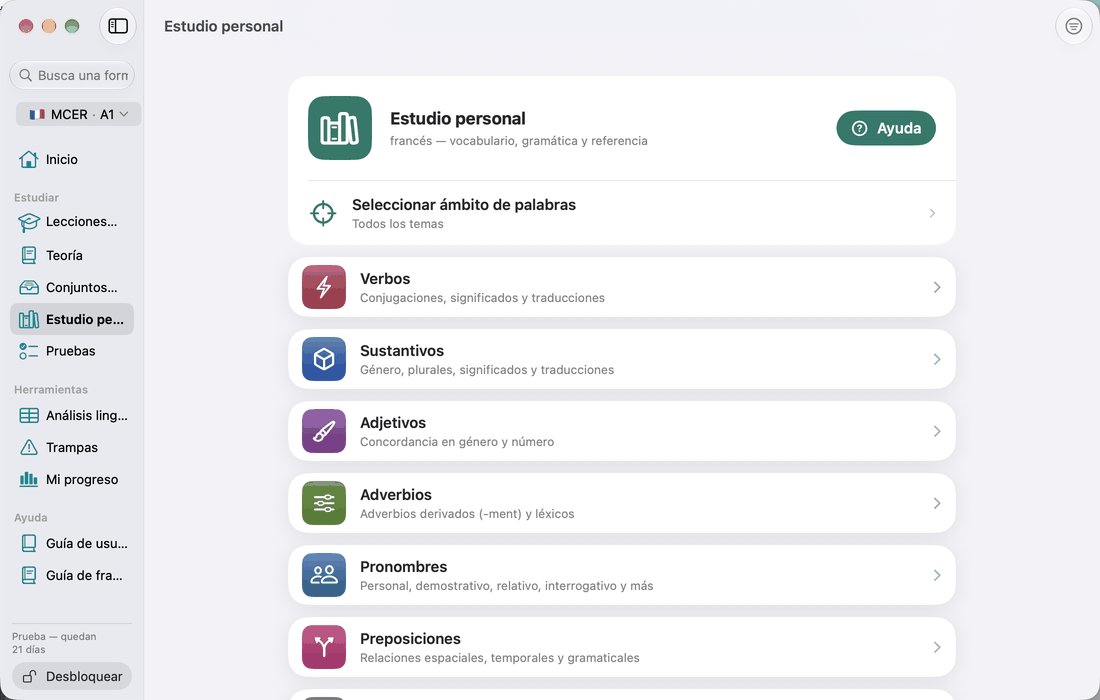 Estudio personal
Busca una form
MCER · A1
Inicio
Estudiar
Lecciones...
Teoría
Conjuntos...
Estudio pe...
Pruebas
Herramientas
Análisis ling...
Trampas
Mi progreso
Ayuda
Guía de usu...
Guía de fra...
Prueba — quedan
21 días
Desbloquear
Estudio personal
francés — vocabulario, gramática y referencia
Ayuda
Seleccionar ámbito de palabras
Todos los temas
Verbos
Conjugaciones, significados y traducciones
Sustantivos
Género, plurales, significados y traducciones
Adjetivos
Concordancia en género y número
Adverbios
Adverbios derivados (-ment) y léxicos
Pronombres
Personal, demostrativo, relativo, interrogativo y más
Preposiciones
Relaciones espaciales, temporales y gramaticales